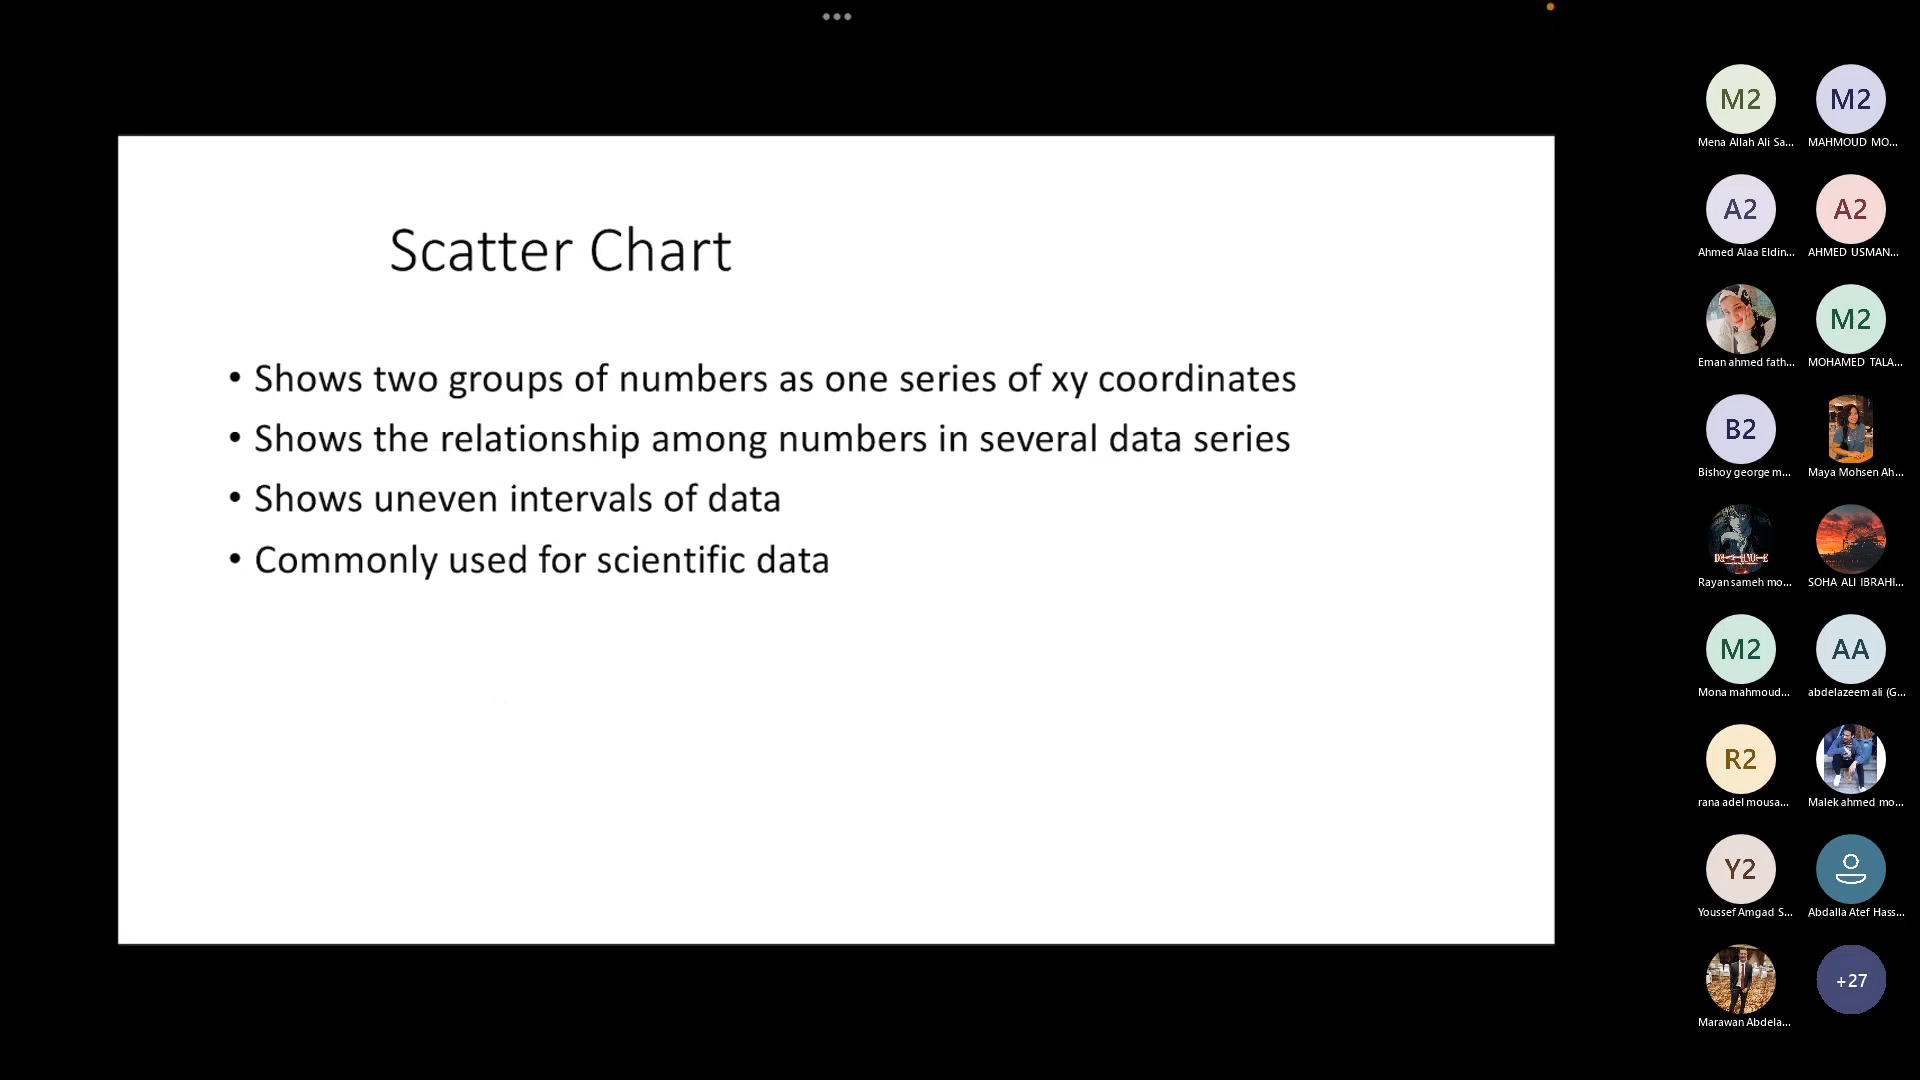 Scatter Chart
• Shows two groups of numbers as one series of xy coordinates
• Shows the relationship among numbers in several data series
• Shows uneven intervals of data
• Commonly used for scientific data
M2 M2
Mena Allah Ali Sa... MAHMOUD MO...
A2 A2
Ahmed Alaa Eldin... AHMED USMAN...
M2
Eman ahmed fath... MOHAMED TALA...
B2
Bishoy george m... Maya Mohsen Ah...
Rayan sameh mo... SOHA ALI IBRAHI...
M2 AA
Mona mahmoud... abdelazeem ali (G...
R2
rana adel mousa... Malek ahmed mo...
Y2
Youssef Amgad S... Abdalla Atef Hass...
+27
Marawan Abdela...